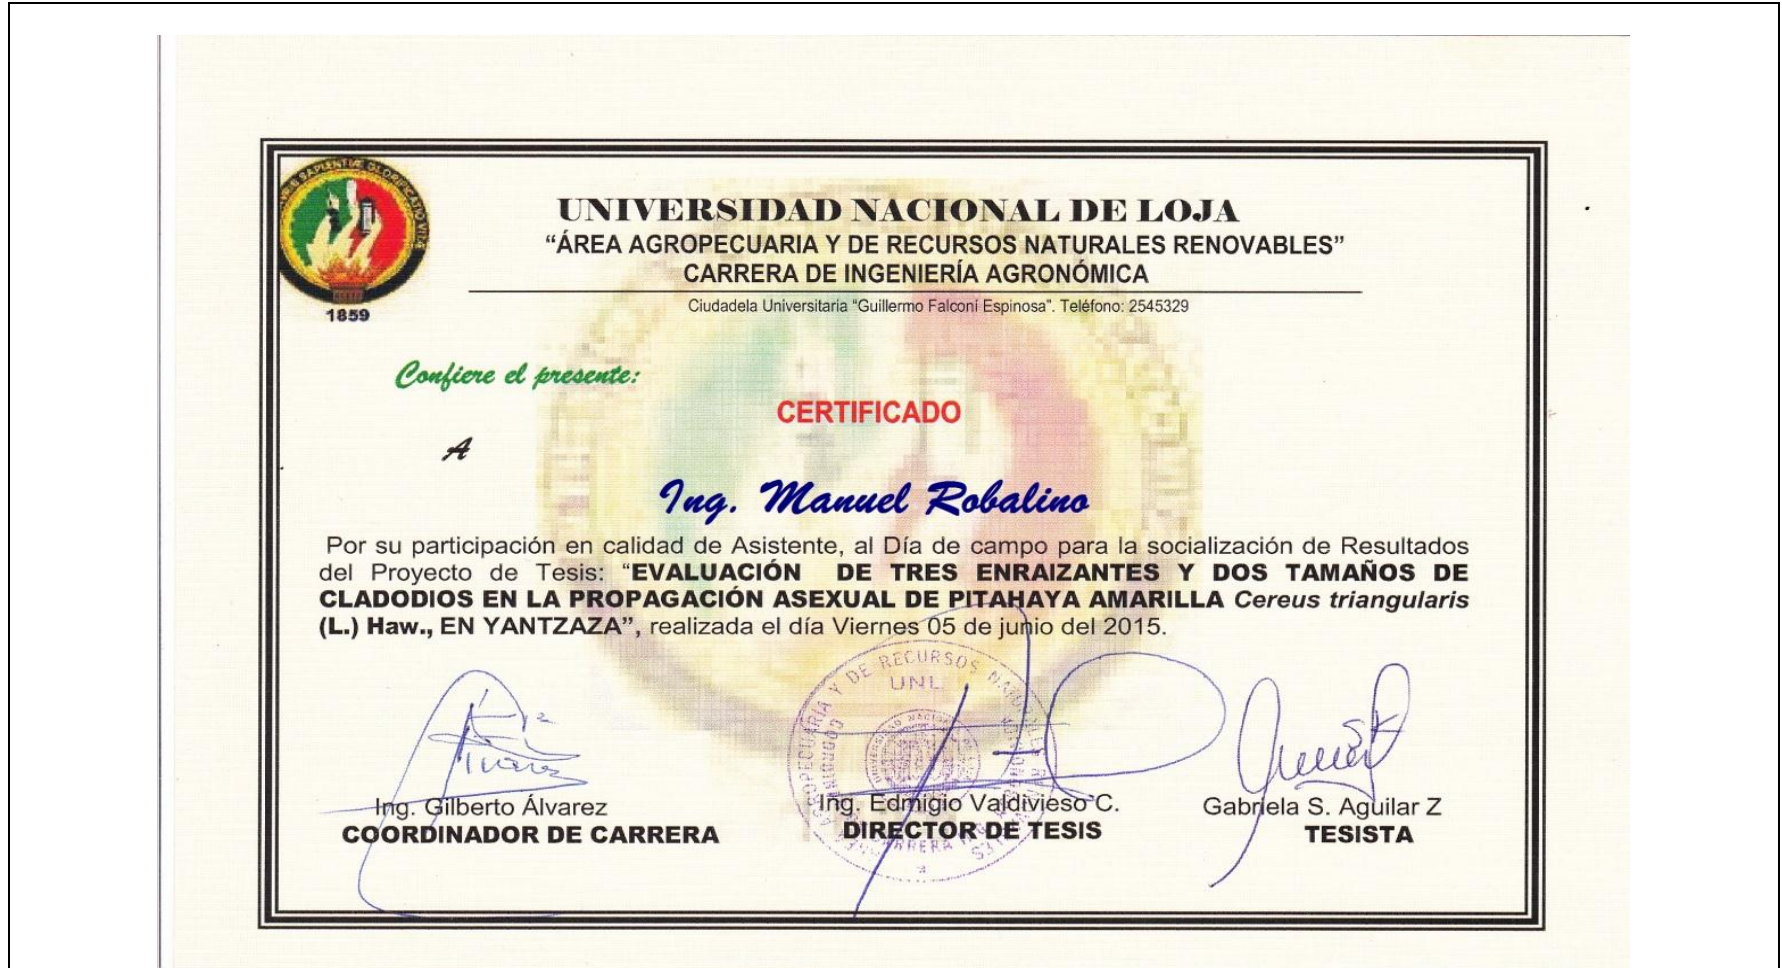 UNIVERSIDAD NACIONAL DE LOJA
"ÁREA AGROPECUARIA Y DE RECURSOS NATURALES RENOVABLES"
CARRERA DE INGENIERÍA AGRONÓMICA
Ciudadela Universitaria "Guillermo Falconí Espinosa". Teléfono: 2545329
1859
Confiere el presente:
CERTIFICADO
A
Ing. Manuel Robalino
Por su participación en calidad de Asistente, al Día de campo para la socialización de Resultados
del Proyecto de Tesis: "EVALUACIÓN DE TRES ENRAIZANTES Y DOS TAMAÑOS DE
CLADODIOS EN LA PROPAGACIÓN ASEXUAL DE PITAHAYA AMARILLA Cereus triangularis
(L.) Haw., EN YANTZAZA", realizada el día Viernes 05 de junio del 2015.
UNL
Ing. Gilberto Álvarez
COORDINADOR DE CARRERA
Ing. Edmigio Valdivieso C.
DIRECTOR DE TESIS
Gabriela S. Aguilar Z
TESISTA